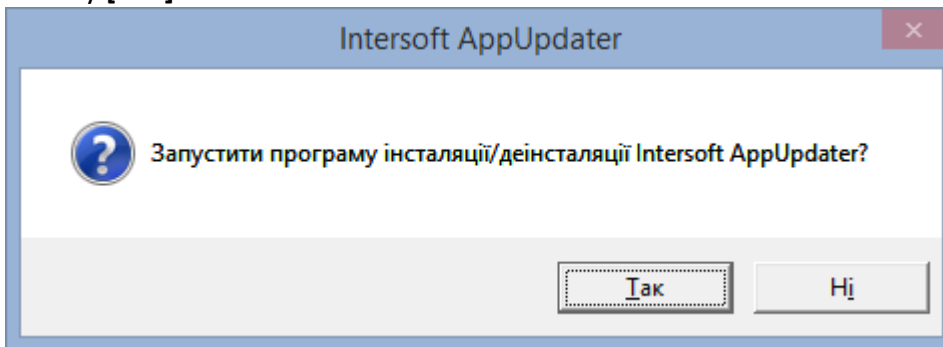 Intersoft AppUpdater
Запустити програму інсталяції/деінсталяції Intersoft AppUpdater?
Так
Ні